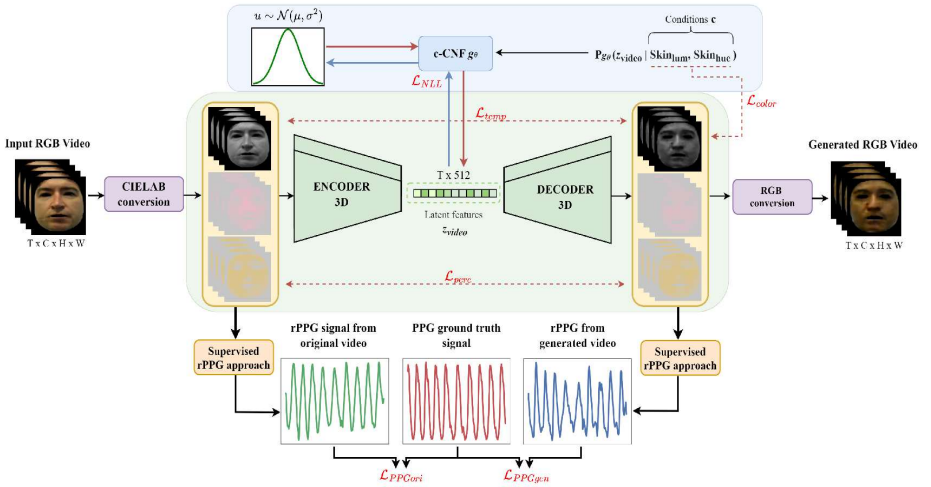 u ~ N(μ, σ²)
Conditions c
c-CNF gθ
P_gθ(z_video | Skin_lum, Skin_hue)
L_NLL
L_color
L_temp
Input RGB Video
Generated RGB Video
T x 512
CIELAB
conversion
ENCODER
3D
DECODER
3D
RGB
conversion
Latent features
z_video
T x C x H x W
T x C x H x W
L_perc
rPPG signal from
original video
PPG ground truth
signal
rPPG from
generated video
Supervised
rPPG approach
Supervised
rPPG approach
L_PPGori
L_PPGgen